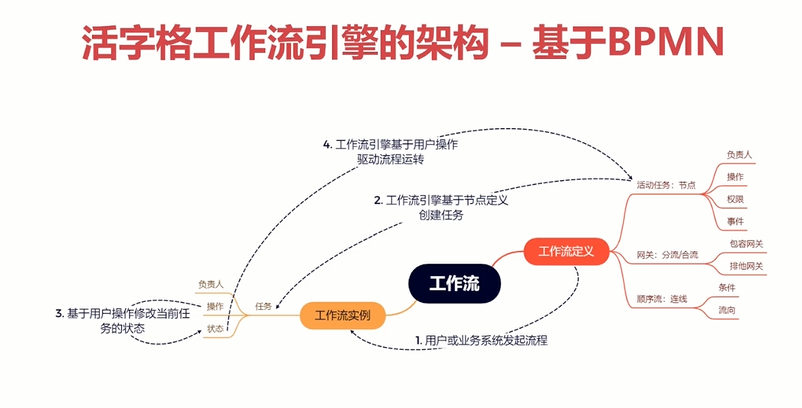 活字格工作流引擎的架构 – 基于BPMN
4. 工作流引擎基于用户操作
驱动流程运转
2. 工作流引擎基于节点定义
创建任务
负责人
操作
权限
事件
活动任务：节点
工作流定义
网关：分流/合流
包容网关
排他网关
顺序流：连线
条件
流向
工作流
工作流实例
任务
负责人
操作
状态
3. 基于用户操作修改当前任
务的状态
1. 用户或业务系统发起流程